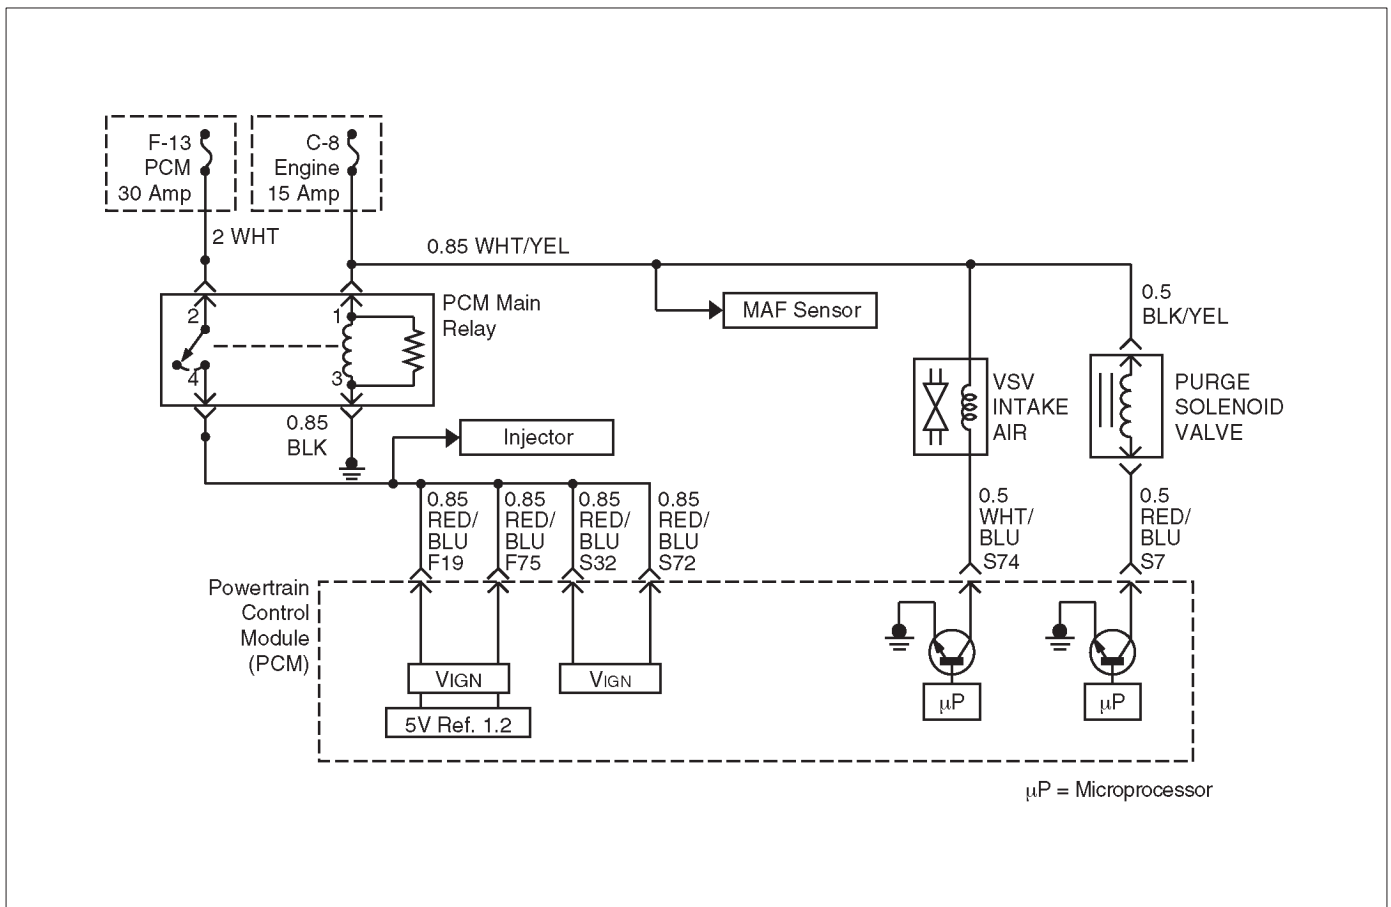 F-13
PCM
30 Amp
C-8
Engine
15 Amp
2 WHT
0.85 WHT/YEL
PCM Main
Relay
2
1
4
3
MAF Sensor
0.5
BLK/YEL
VSV
INTAKE
AIR
PURGE
SOLENOID
VALVE
0.85
BLK
Injector
0.85
RED/
BLU
F19
0.85
RED/
BLU
F75
0.85
RED/
BLU
S32
0.85
RED/
BLU
S72
0.5
WHT/
BLU
S74
0.5
RED/
BLU
S7
Powertrain
Control
Module
(PCM)
VIGN
5V Ref. 1.2
VIGN
μP
μP
μP = Microprocessor